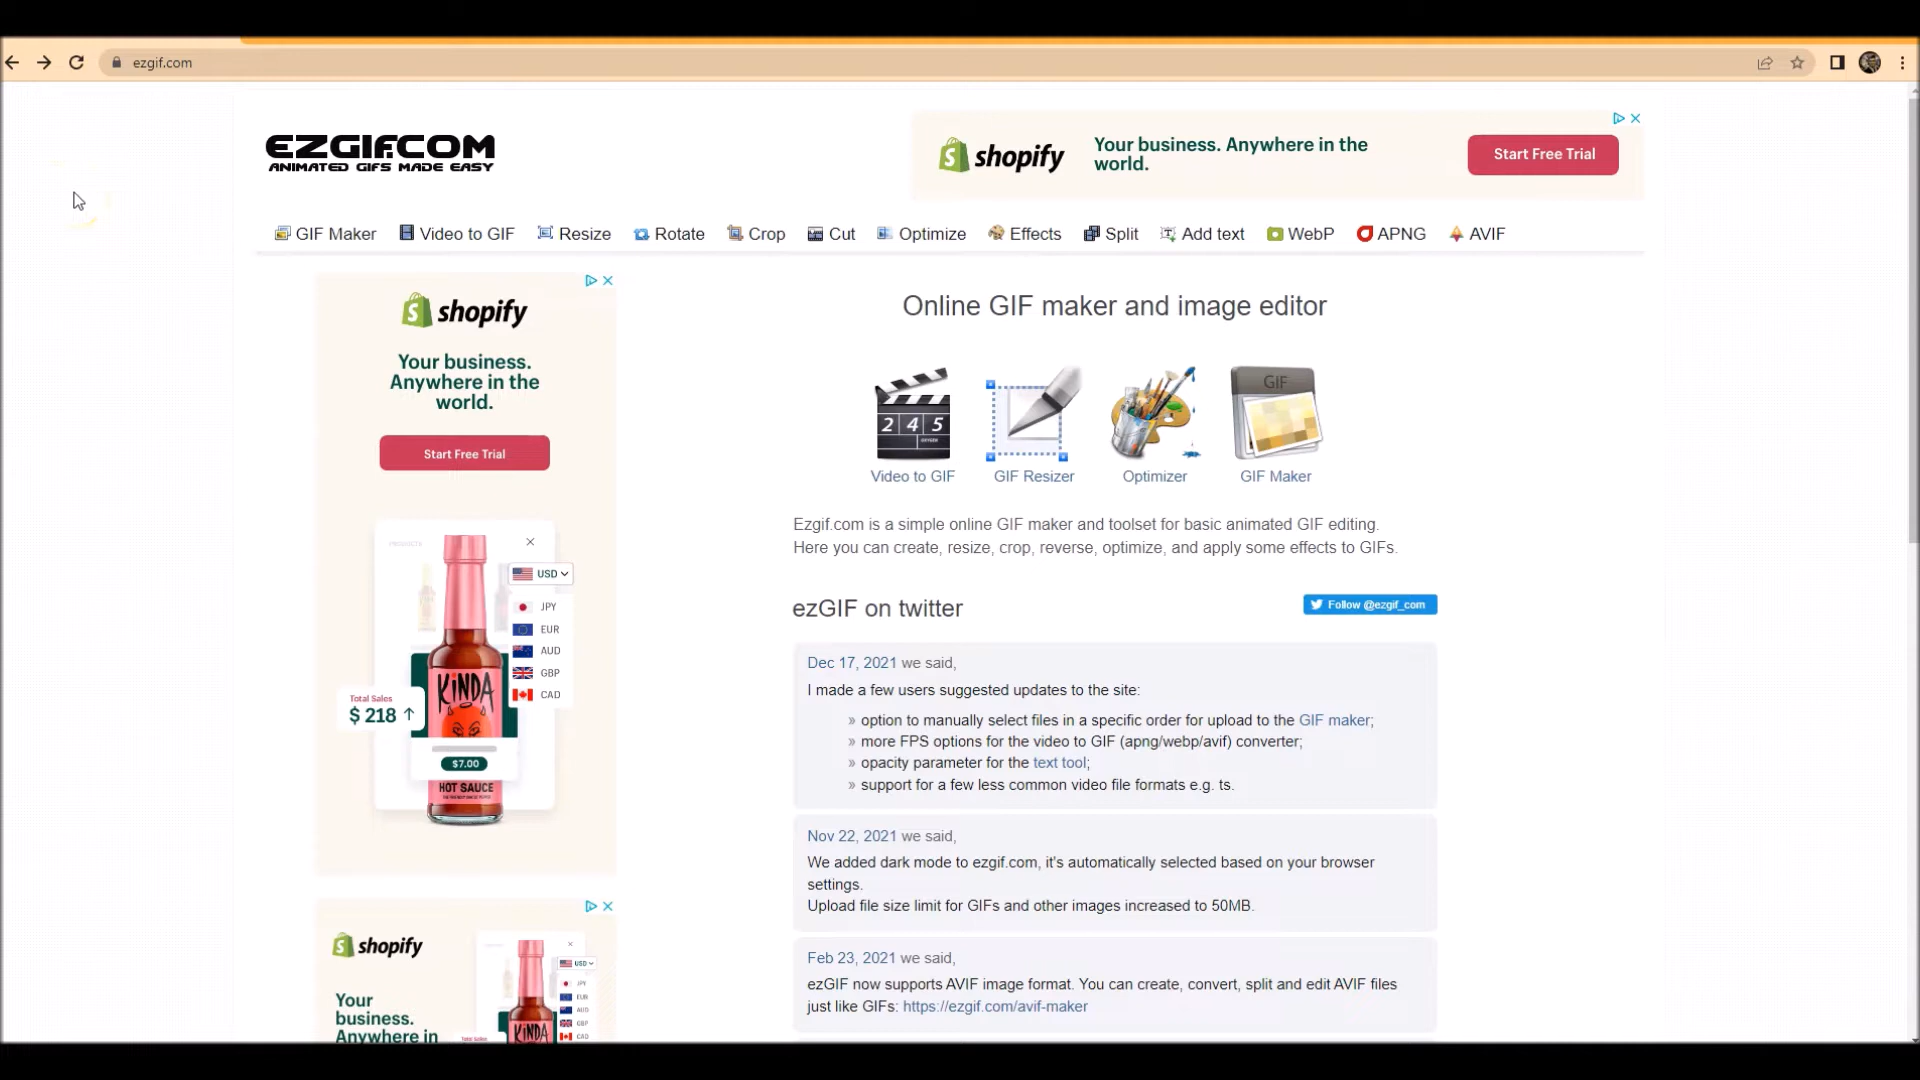 ezgif.com
EZGIF.COM
ANIMATED GIFS MADE EASY
shopify
Your business. Anywhere in the
world.
Start Free Trial
GIF Maker
Video to GIF
Resize
Rotate
Crop
Cut
Optimize
Effects
Split
Add text
WebP
APNG
AVIF
shopify
Your business.
Anywhere in the
world.
Start Free Trial
PRODUCTS
USD
JPY
EUR
AUD
GBP
CAD
Total Sales
$ 218 ↑
KINDA
$7.00
HOT SAUCE
shopify
Your
business.
Anywhere in
USD
JPY
EUR
AUD
GBP
CAD
KINDA
Total Sales
Online GIF maker and image editor
2 4 5
GIF
Video to GIF
GIF Resizer
Optimizer
GIF Maker
Ezgif.com is a simple online GIF maker and toolset for basic animated GIF editing.
Here you can create, resize, crop, reverse, optimize, and apply some effects to GIFs.
ezGIF on twitter
Follow @ezgif_com
Dec 17, 2021 we said,
I made a few users suggested updates to the site:
» option to manually select files in a specific order for upload to the GIF maker;
» more FPS options for the video to GIF (apng/webp/avif) converter;
» opacity parameter for the text tool;
» support for a few less common video file formats e.g. ts.
Nov 22, 2021 we said,
We added dark mode to ezgif.com, it's automatically selected based on your browser
settings.
Upload file size limit for GIFs and other images increased to 50MB.
Feb 23, 2021 we said,
ezGIF now supports AVIF image format. You can create, convert, split and edit AVIF files
just like GIFs: https://ezgif.com/avif-maker